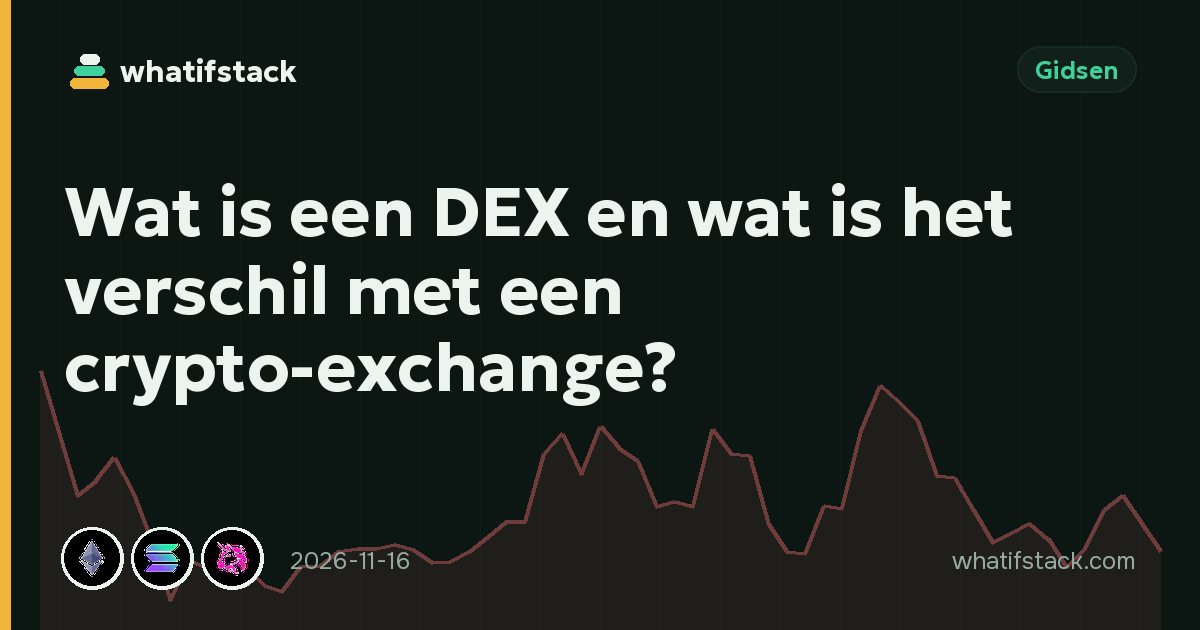 whatifstack
Gidsen
Wat is een DEX en wat is het
verschil met een
crypto-exchange?
2026-11-16
whatifstack.com